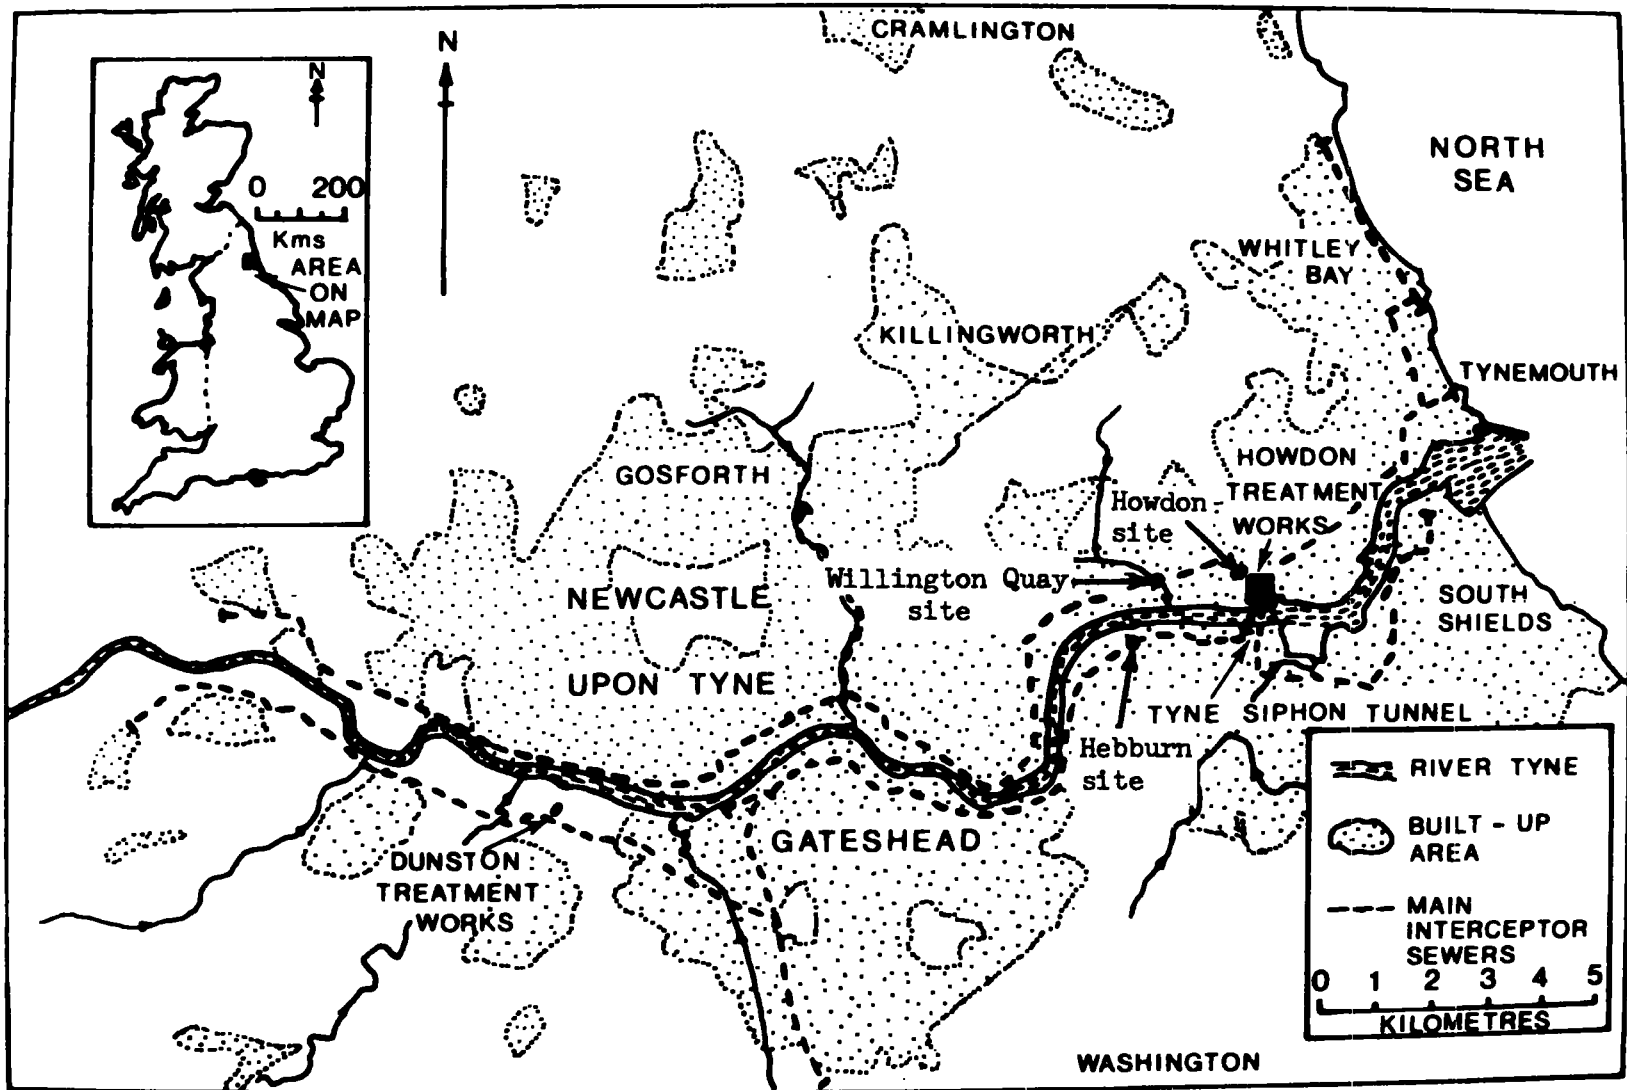 CRAMLINGTON
N
N
0 200
Kms
AREA
ON
MAP
NORTH
SEA
WHITLEY
BAY
KILLINGWORTH
TYNEMOUTH
GOSFORTH
HOWDON
TREATMENT
WORKS
Howdon
site
Willington Quay
site
NEWCASTLE
UPON TYNE
SOUTH
SHIELDS
TYNE SIPHON TUNNEL
Hebburn
site
GATESHEAD
DUNSTON
TREATMENT
WORKS
RIVER TYNE
BUILT - UP
AREA
MAIN
INTERCEPTOR
SEWERS
0 1 2 3 4 5
KILOMETRES
WASHINGTON